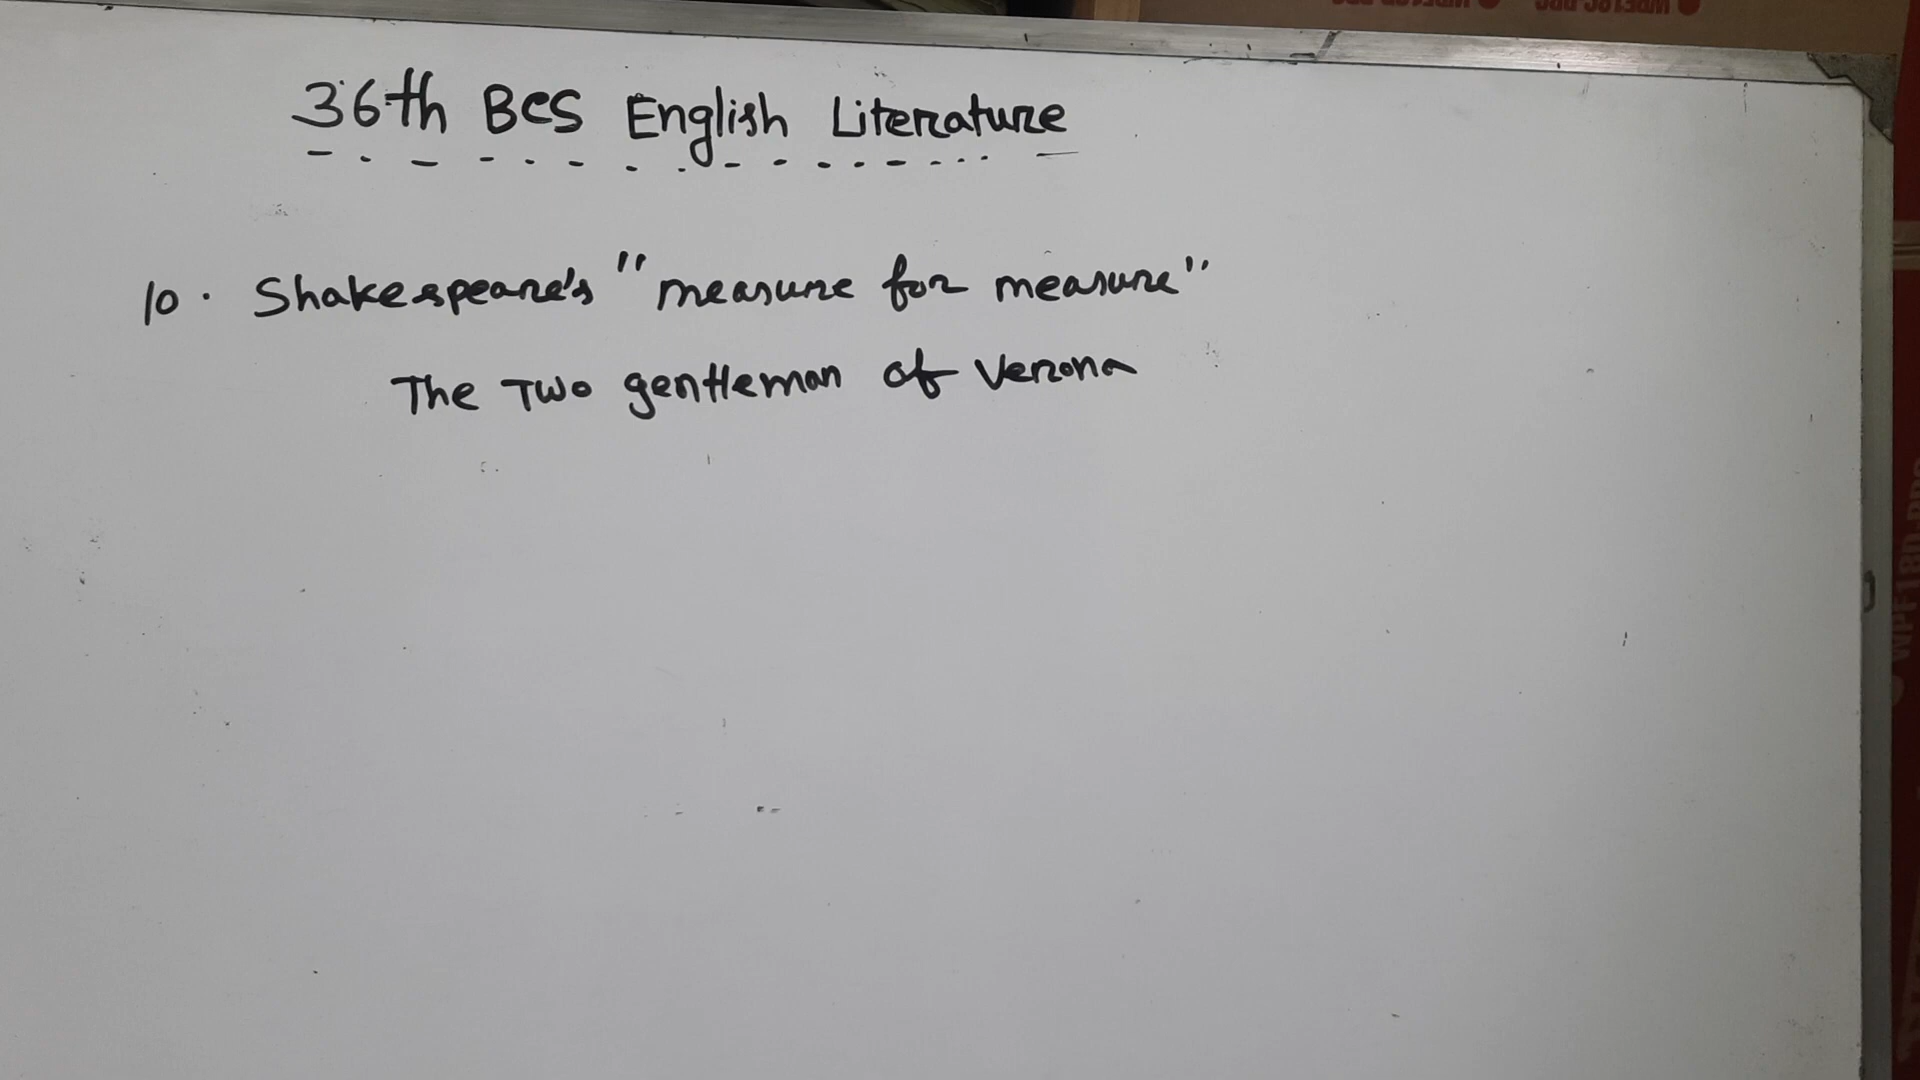 36th BCS English Literature
10. Shakespeare's "measure for measure"
The Two gentleman of Verona